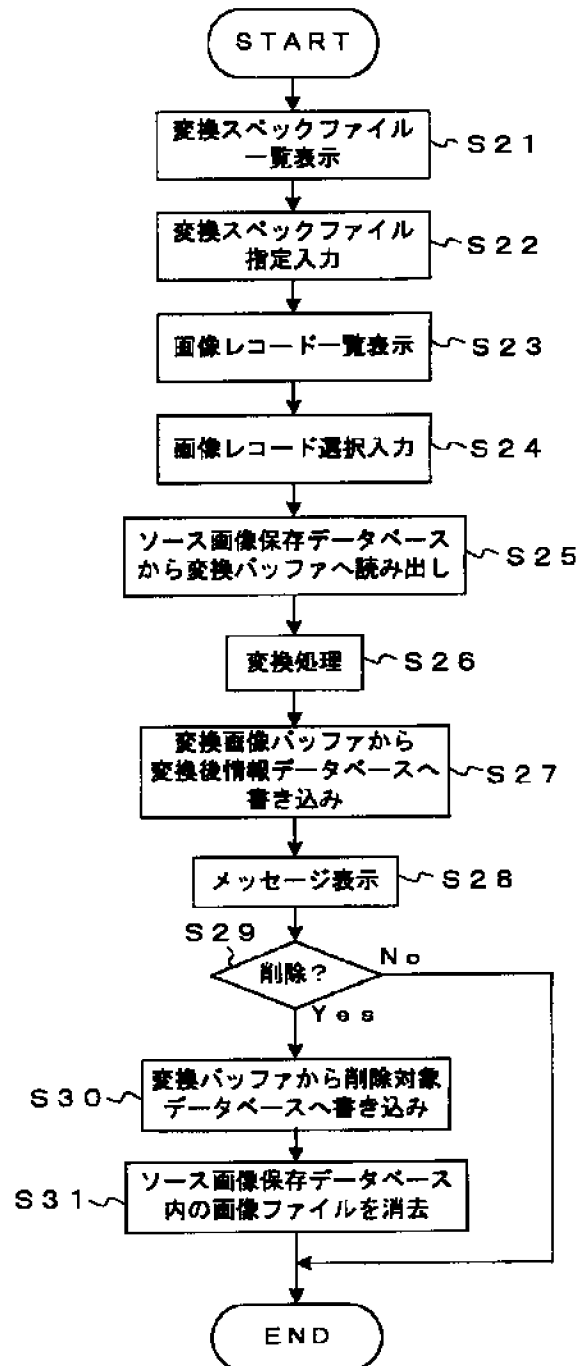 START
変換スペックファイル
一覧表示
S21
変換スペックファイル
指定入力
S22
画像レコード一覧表示
S23
画像レコード選択入力
S24
ソース画像保存データベース
から変換バッファへ読み出し
S25
変換処理
S26
変換画像バッファから
変換後情報データベースへ
書き込み
S27
メッセージ表示
S28
S29
削除?
No
Yes
変換バッファから削除対象
データベースへ書き込み
S30
ソース画像保存データベース
内の画像ファイルを消去
S31
END